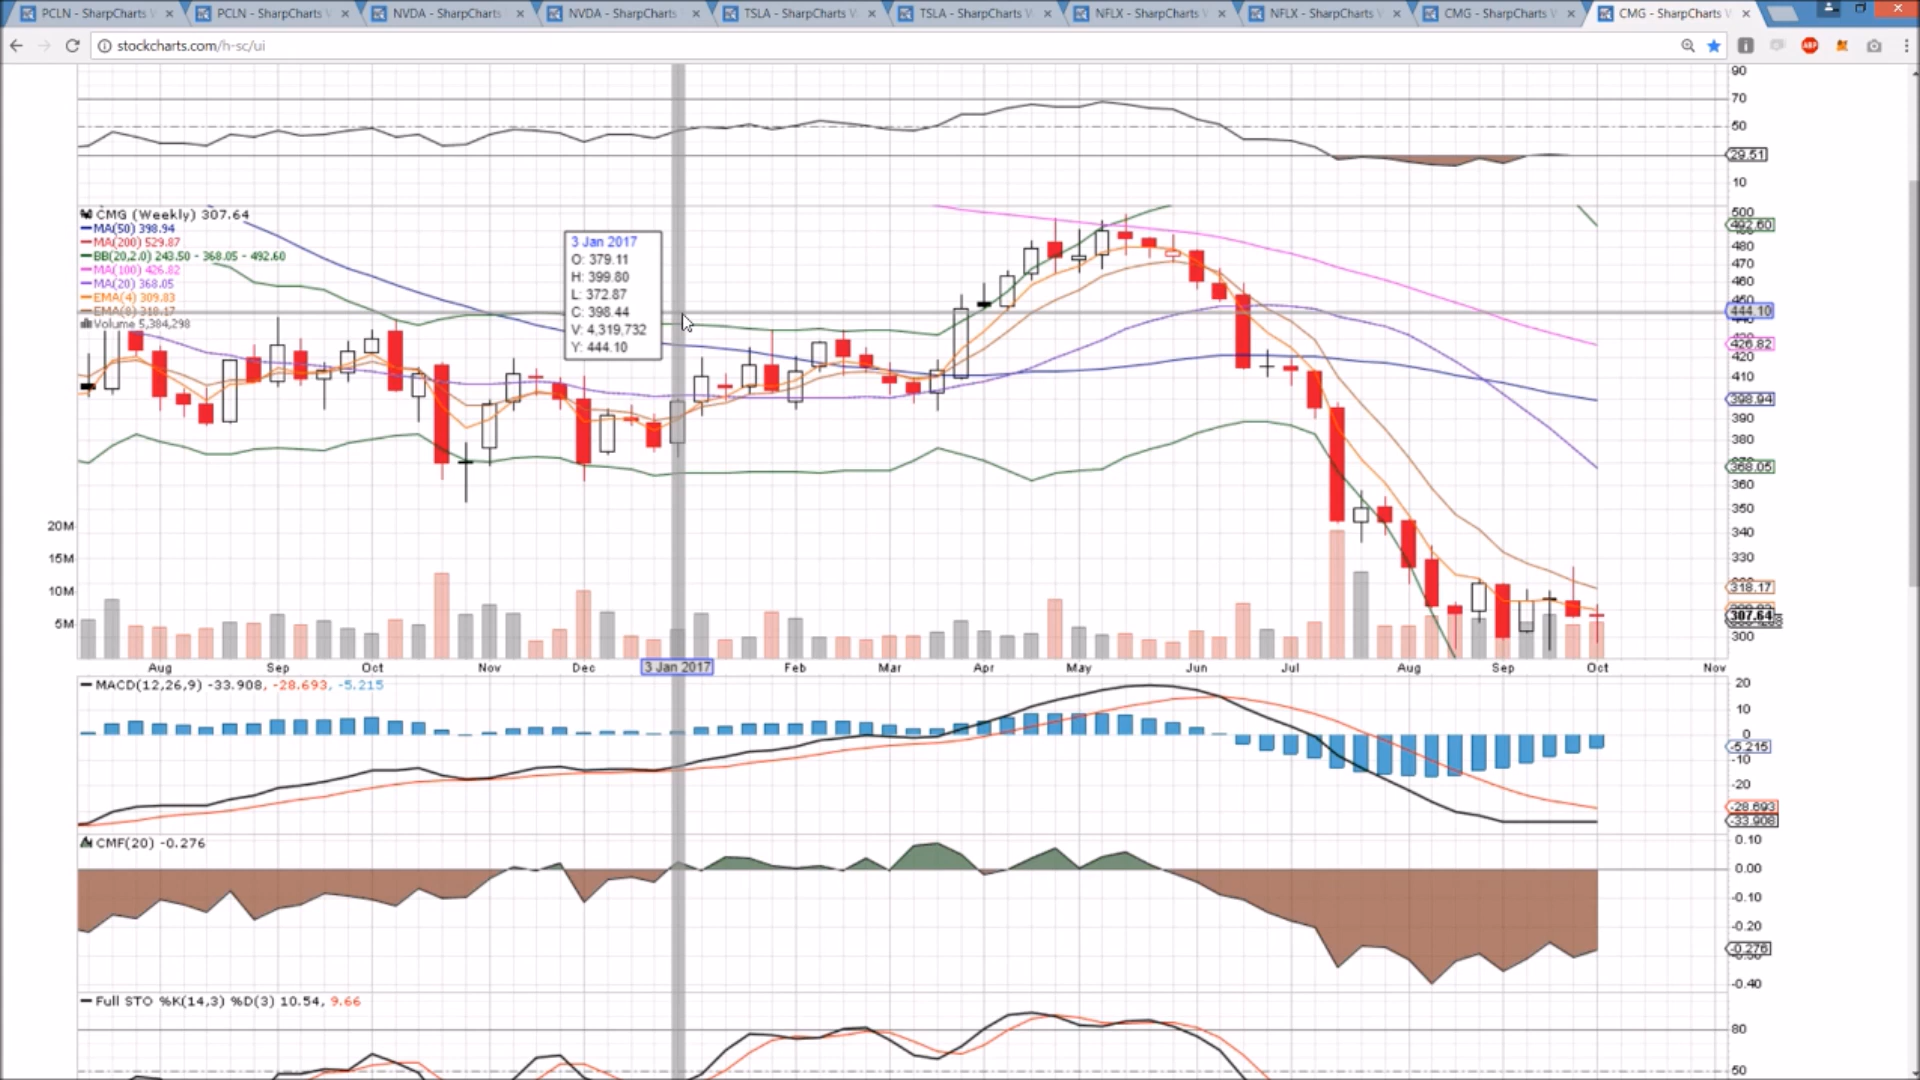 PCLN - SharpCharts
PCLN - SharpCharts
NVDA - SharpCharts
NVDA - SharpCharts
TSLA - SharpCharts
TSLA - SharpCharts
NFLX - SharpCharts
NFLX - SharpCharts
CMG - SharpCharts
CMG - SharpCharts
stockcharts.com/h-sc/ui
ABP
90
70
50
29.51
10
CMG (Weekly) 307.64
MA(50) 398.94
MA(200) 529.87
BB(20,2.0) 243.50 - 368.05 - 492.60
MA(100) 426.82
MA(20) 368.05
EMA(4) 309.83
EMA(8) 318.17
Volume 5,384,298
3 Jan 2017
O: 379.11
H: 399.80
L: 372.87
C: 398.44
V: 4,319,732
Y: 444.10
500
492.60
480
470
460
450
444.10
426.82
420
410
398.94
390
380
368.05
360
350
340
330
318.17
307.64
300
20M
15M
10M
5M
Aug Sep Oct Nov Dec 3 Jan 2017 Feb Mar Apr May Jun Jul Aug Sep Oct Nov
MACD(12,26,9) -33.908, -28.693, -5.215
20
10
0
-5.215
-10
-20
-28.693
-33.908
CMF(20) -0.276
0.10
0.00
-0.10
-0.20
-0.276
-0.40
Full STO %K(14,3) %D(3) 10.54, 9.66
80
50